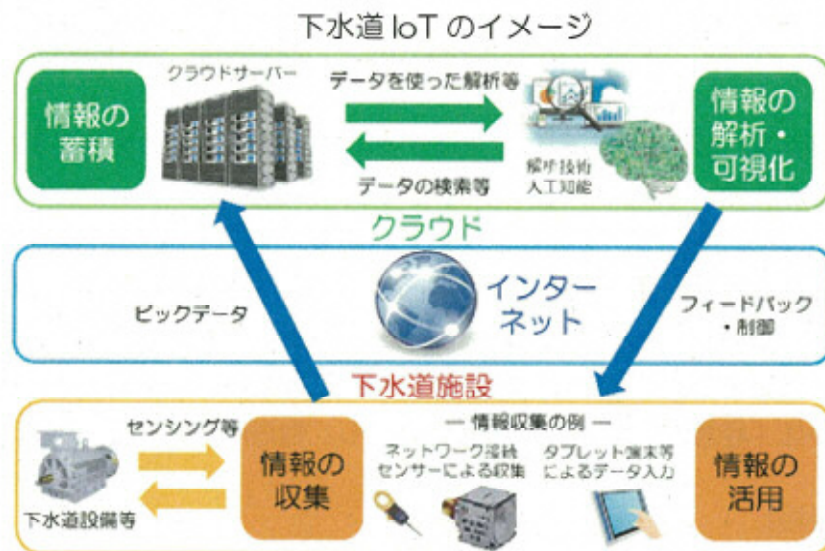 下水道IoTのイメージ
情報の
蓄積
クラウドサーバー
データを使った解析等
データの検索等
解析技術
人工知能
情報の
解析・
可視化
クラウド
ビックデータ
インター
ネット
フィードバック
・制御
下水道施設
センシング等
下水道設備等
情報の
収集
― 情報収集の例 ―
ネットワーク接続
センサーによる収集
タブレット端末等
によるデータ入力
情報の
活用